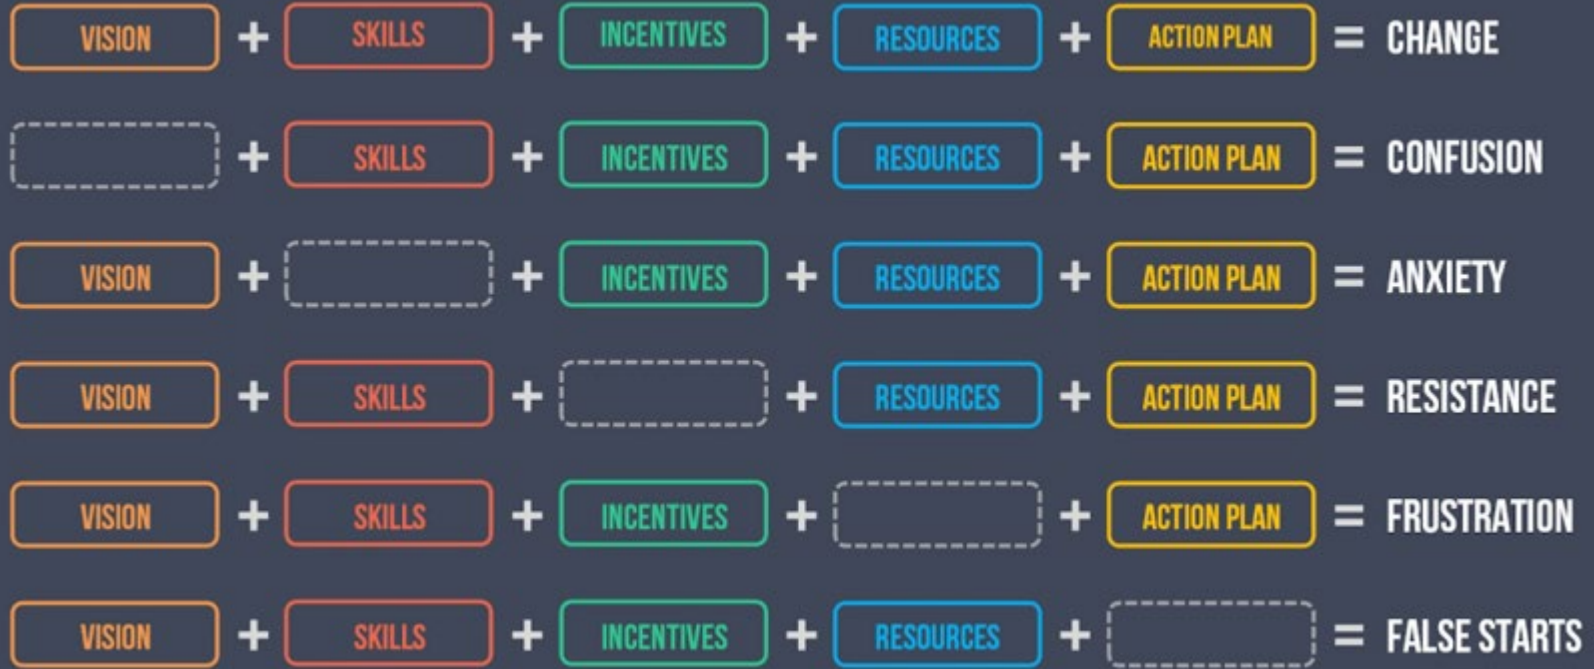 VISION + SKILLS + INCENTIVES + RESOURCES + ACTION PLAN = CHANGE
+ SKILLS + INCENTIVES + RESOURCES + ACTION PLAN = CONFUSION
VISION + + INCENTIVES + RESOURCES + ACTION PLAN = ANXIETY
VISION + SKILLS + + RESOURCES + ACTION PLAN = RESISTANCE
VISION + SKILLS + INCENTIVES + + ACTION PLAN = FRUSTRATION
VISION + SKILLS + INCENTIVES + RESOURCES + = FALSE STARTS